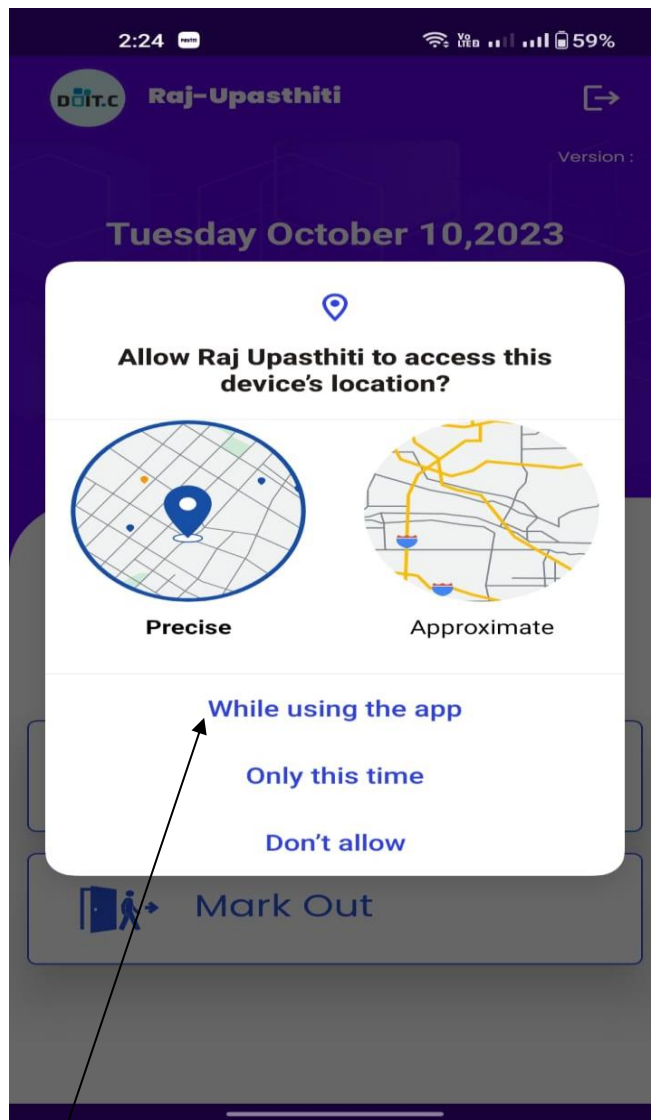 2:24 59%
DOIT.C Raj-Upasthiti
Version :
Tuesday October 10,2023
Allow Raj Upasthiti to access this
device's location?
Precise Approximate
While using the app
Only this time
Don't allow
Mark Out